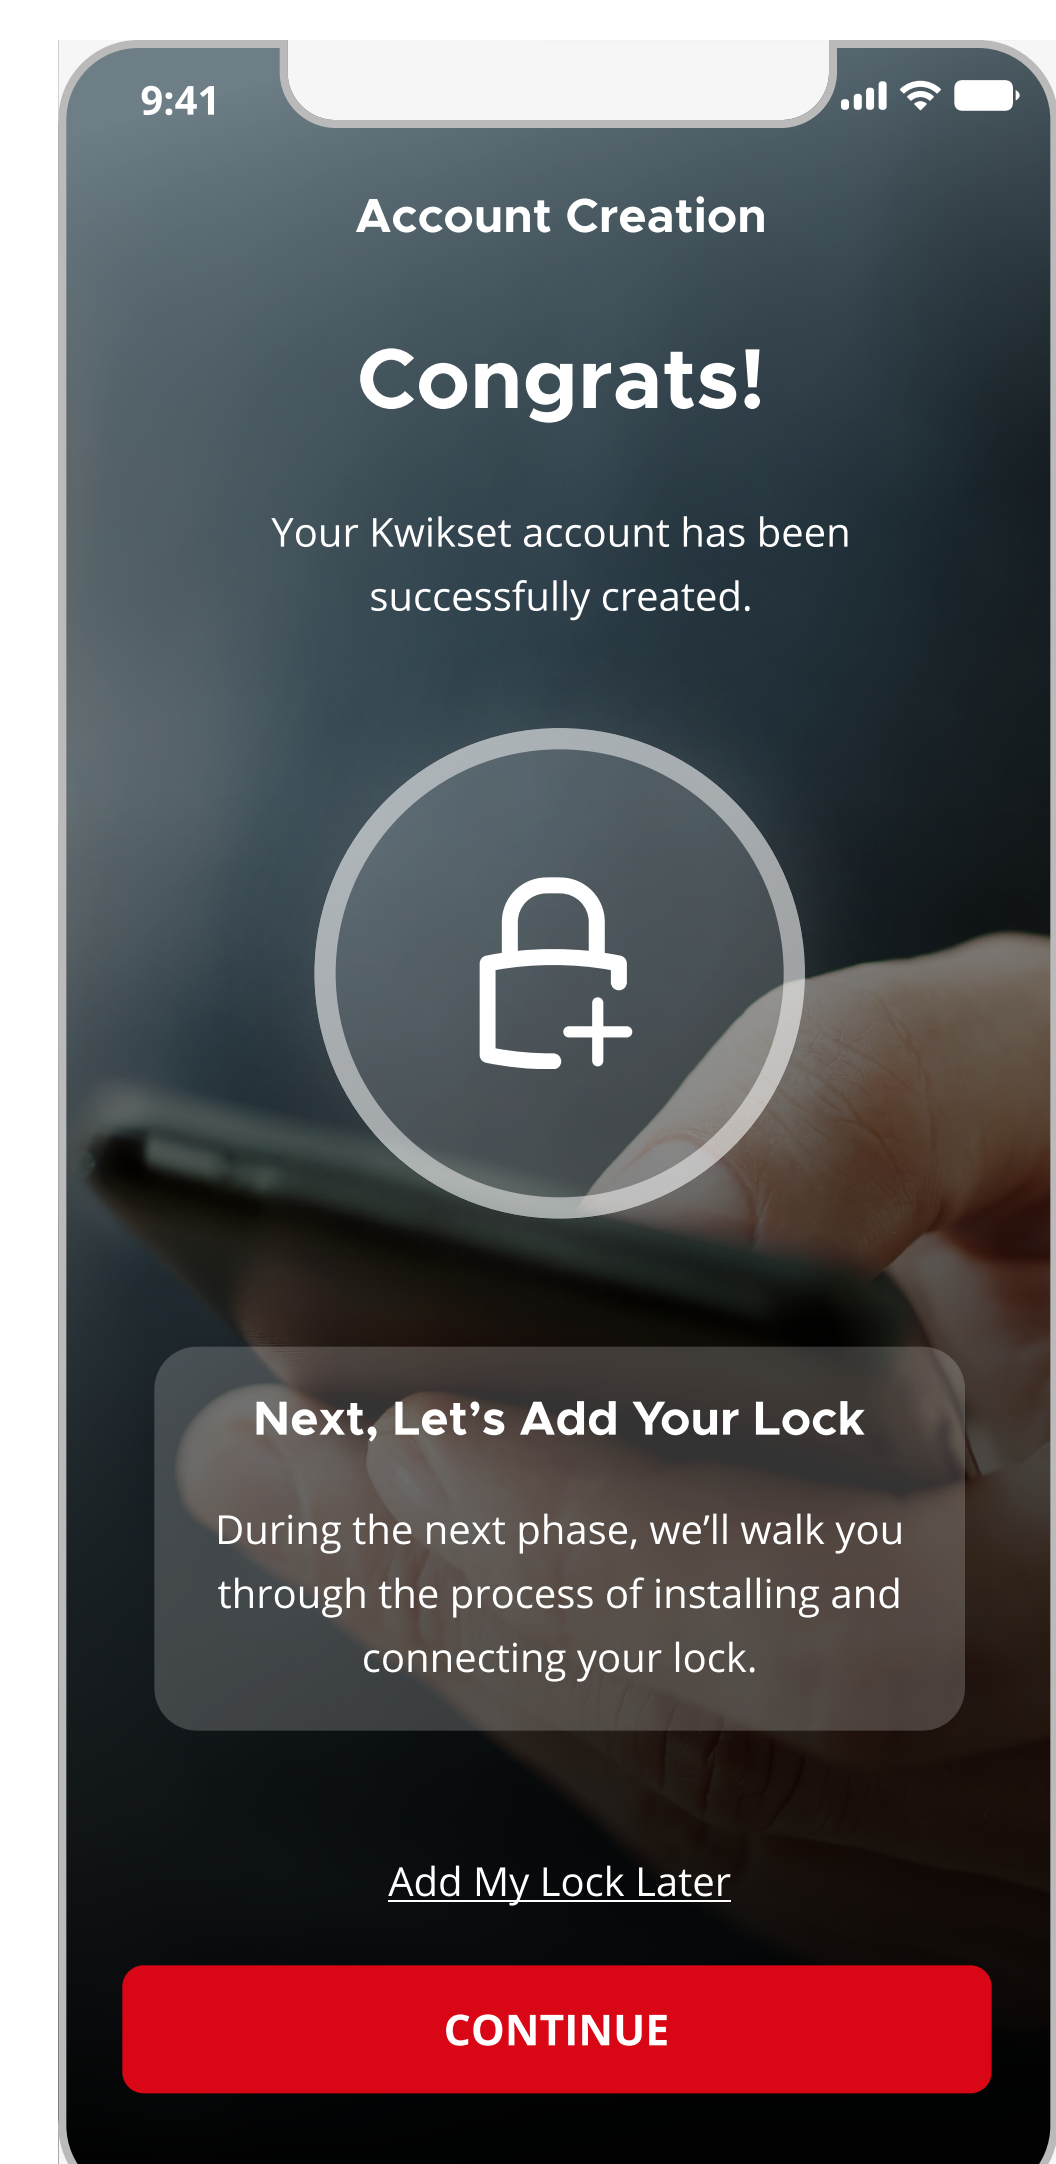 9:41
Account Creation
Congrats!
Your Kwikset account has been
successfully created.
Next, Let’s Add Your Lock
During the next phase, we’ll walk you
through the process of installing and
connecting your lock.
Add My Lock Later
CONTINUE